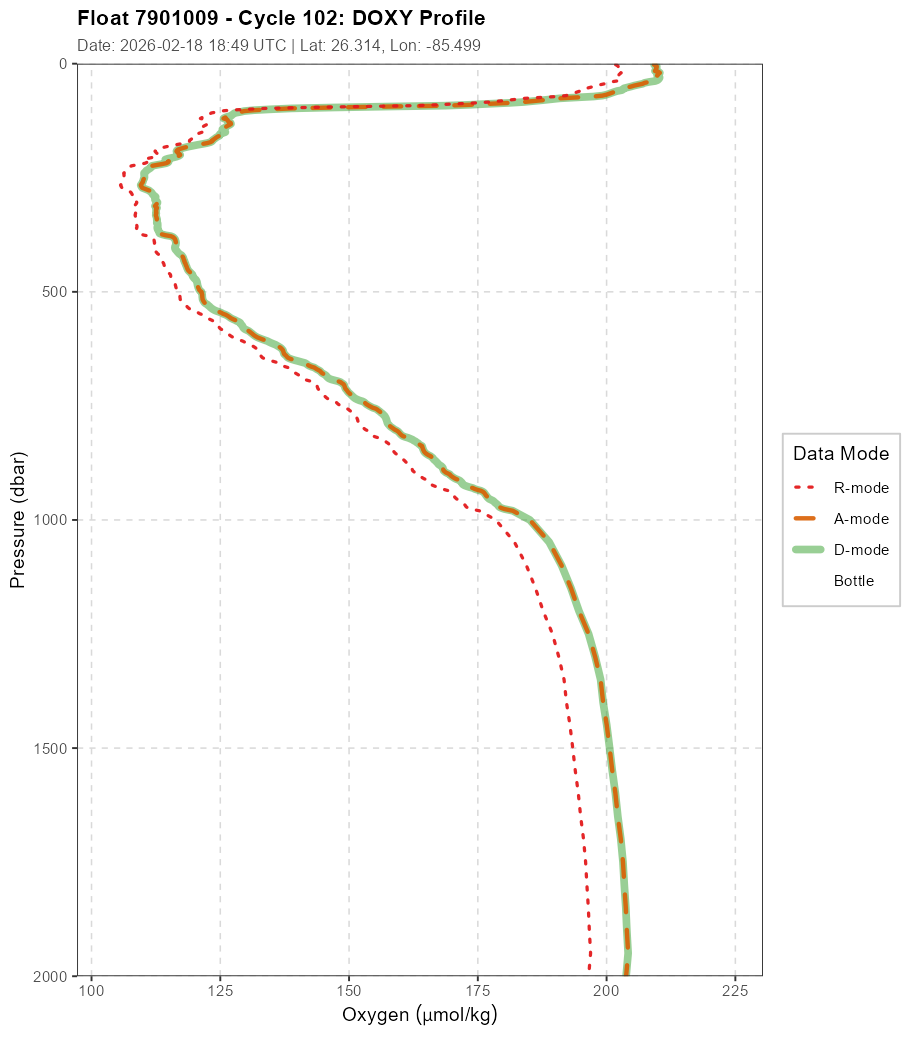 Float 7901009 - Cycle 102: DOXY Profile
Date: 2026-02-18 18:49 UTC | Lat: 26.314, Lon: -85.499
0
500
1000
1500
2000
Pressure (dbar)
100 125 150 175 200 225
Oxygen (μmol/kg)
Data Mode
R-mode
A-mode
D-mode
Bottle